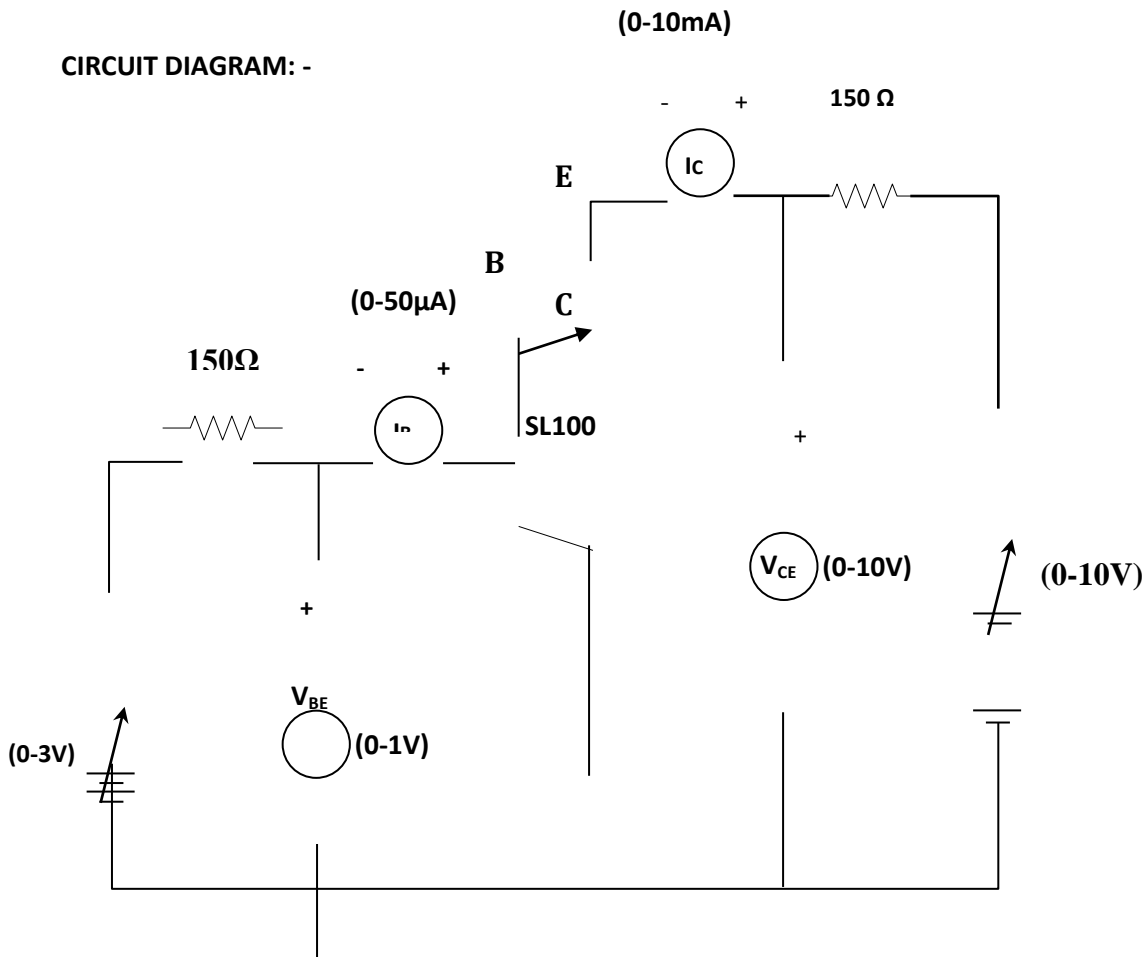 (0-10mA)
CIRCUIT DIAGRAM: -
- + 150 Ω
IC
E
B
(0-50µA)
C
150Ω
- +
SL100
+
VCE (0-10V)
(0-10V)
+
VBE
(0-3V)
(0-1V)